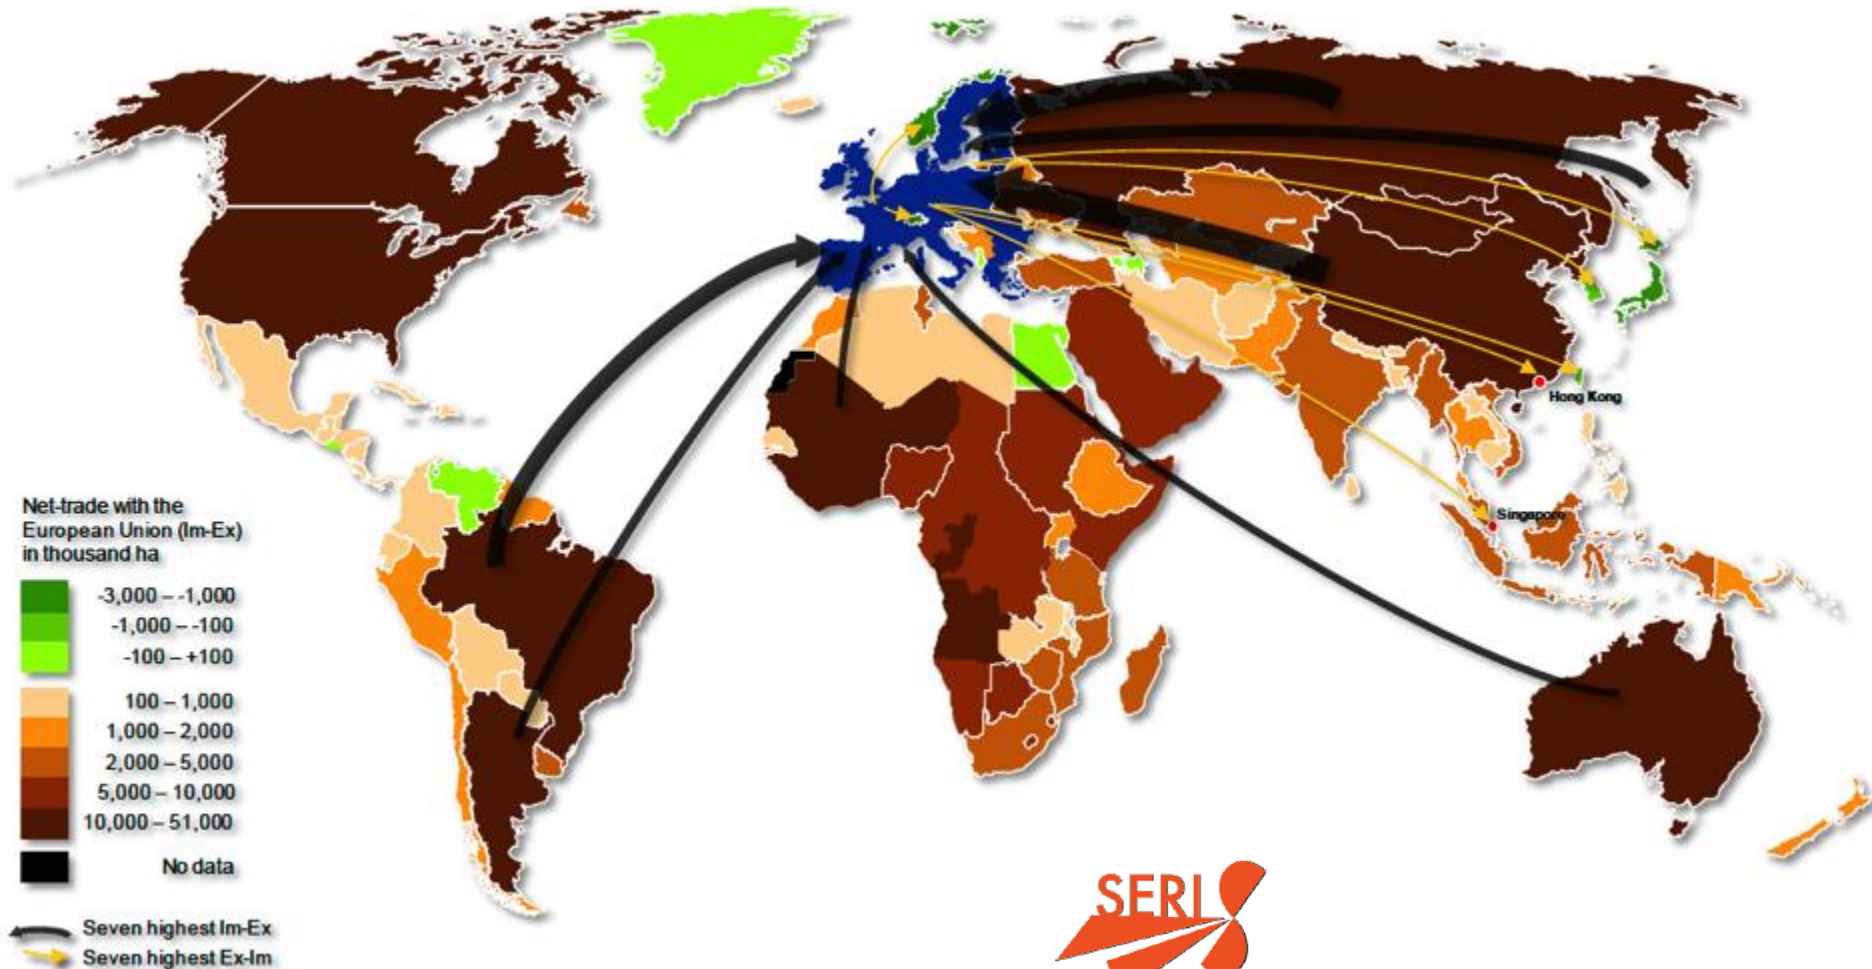 Hong Kong
Singapore
Net-trade with the
European Union (Im-Ex)
in thousand ha
-3,000 – -1,000
-1,000 – -100
-100 – +100
100 – 1,000
1,000 – 2,000
2,000 – 5,000
5,000 – 10,000
10,000 – 51,000
No data
Seven highest Im-Ex
Seven highest Ex-Im
SERI